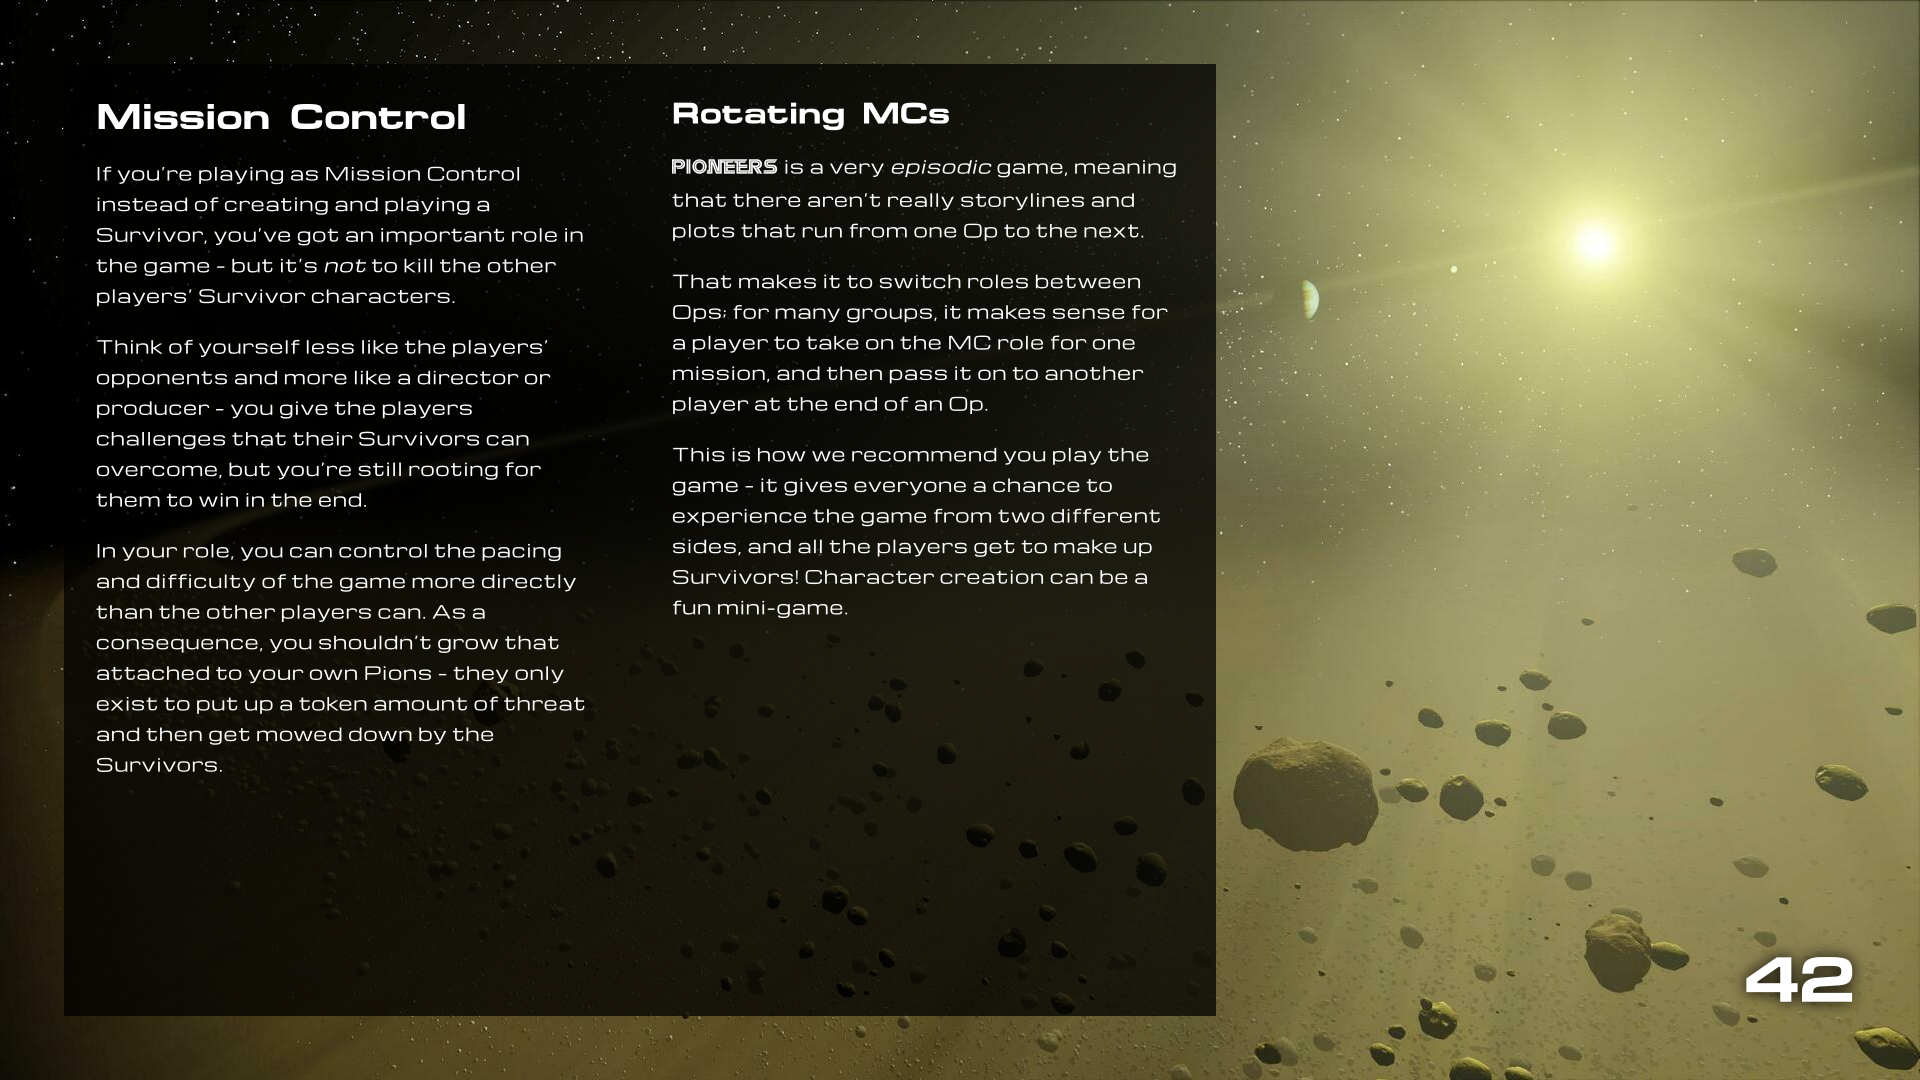 Mission Control
If you're playing as Mission Control
instead of creating and playing a
Survivor, you've got an important role in
the game - but it's not to kill the other
players' Survivor characters.
Think of yourself less like the players'
opponents and more like a director or
producer - you give the players
challenges that their Survivors can
overcome, but you're still rooting for
them to win in the end.
In your role, you can control the pacing
and difficulty of the game more directly
than the other players can. As a
consequence, you shouldn't grow that
attached to your own Pions - they only
exist to put up a token amount of threat
and then get mowed down by the
Survivors.
Rotating MCs
PIONEERS is a very episodic game, meaning
that there aren't really storylines and
plots that run from one Op to the next.
That makes it to switch roles between
Ops; for many groups, it makes sense for
a player to take on the MC role for one
mission, and then pass it on to another
player at the end of an Op.
This is how we recommend you play the
game - it gives everyone a chance to
experience the game from two different
sides, and all the players get to make up
Survivors! Character creation can be a
fun mini-game.
42